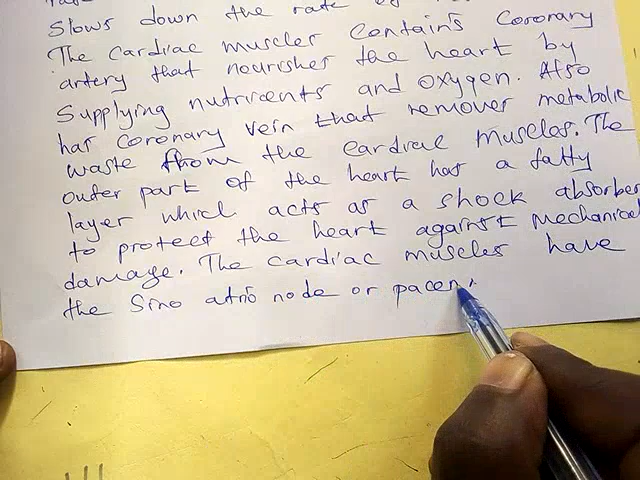 Slows down the rate of
The cardiac muscles contains coronary
artery that nourishes the heart by
Supplying nutrients and oxygen. Also
has coronary vein that remover metabolic
waste from the cardiac muscles. The
outer part of the heart has a fatty
layer which acts as a shock absorber
to protect the heart against mechanical
damage. The cardiac muscles have
the Sino atrio node or pacem